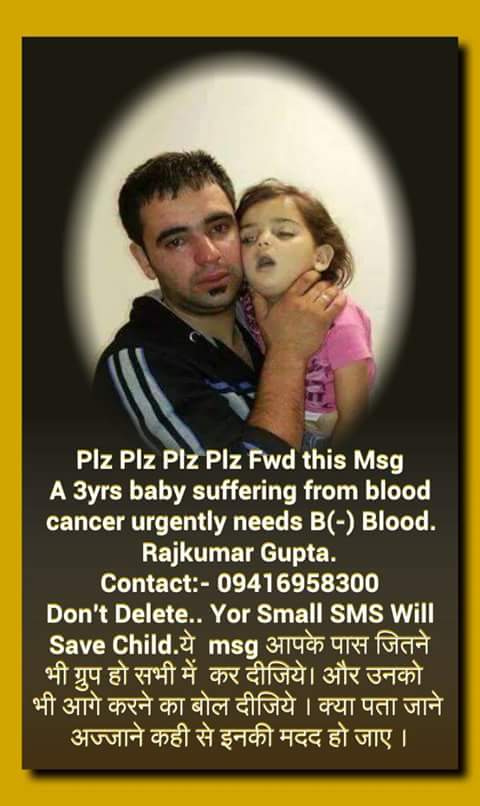 Plz Plz Plz Plz Fwd this Msg
A 3yrs baby suffering from blood
cancer urgently needs B(-) Blood.
Rajkumar Gupta.
Contact:- 09416958300
Don't Delete.. Yor Small SMS Will
Save Child.ये msg आपके पास जितने
भी ग्रुप हो सभी में कर दीजिये। और उनको
भी आगे करने का बोल दीजिये । क्या पता जाने
अज्जाने कही से इनकी मदद हो जाए ।